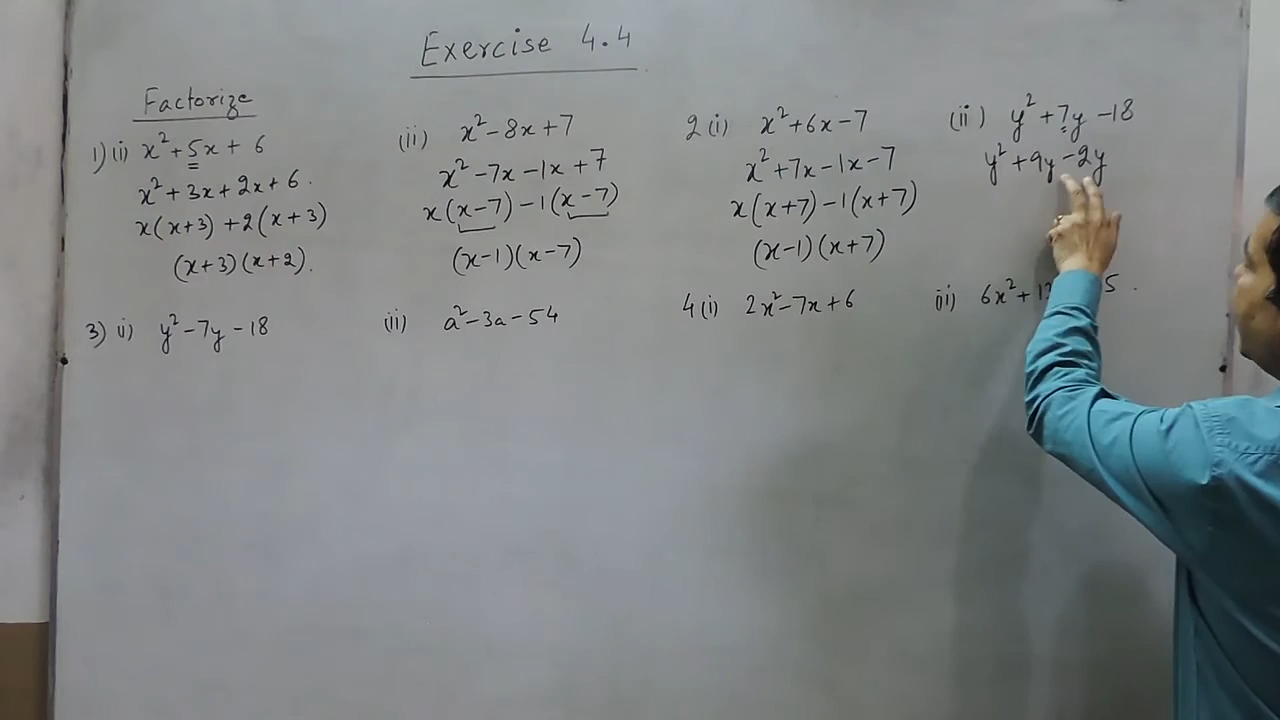 Exercise 4.4
Factorize
1)(i) x² + 5x + 6
x² + 3x + 2x + 6.
x(x+3) + 2(x+3)
(x+3)(x+2).
(ii) x² - 8x + 7
x² - 7x - 1x + 7
x(x-7) - 1(x-7)
(x-1)(x-7)
2(i) x² + 6x - 7
x² + 7x - 1x - 7
x(x+7) - 1(x+7)
(x-1)(x+7)
(ii) y² + 7y - 18
y² + 9y - 2y
3) i) y² - 7y - 18
(ii) a² - 3a - 54
4(i) 2x² - 7x + 6
ii) 6x² + 5.